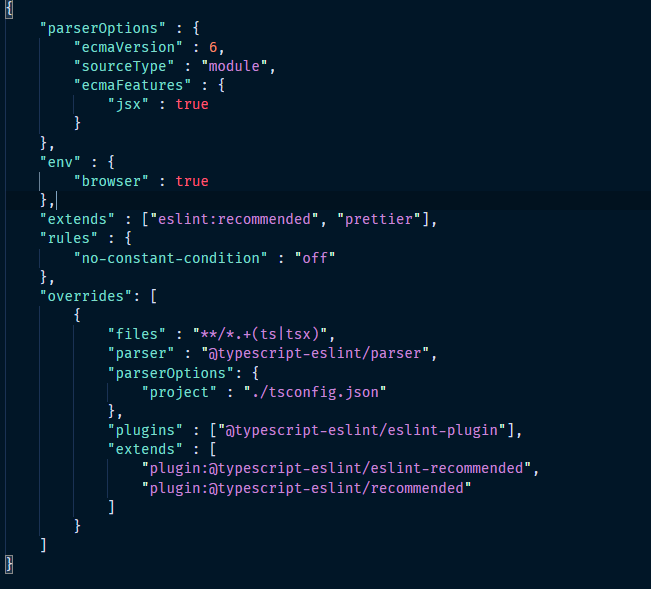 {
    "parserOptions" : {
        "ecmaVersion" : 6,
        "sourceType" : "module",
        "ecmaFeatures" : {
            "jsx" : true
        }
    },
    "env" : {
        "browser" : true
    },
    "extends" : ["eslint:recommended", "prettier"],
    "rules" : {
        "no-constant-condition" : "off"
    },
    "overrides": [
        {
            "files" : "**/*.+(ts|tsx)",
            "parser" : "@typescript-eslint/parser",
            "parserOptions": {
                "project" : "./tsconfig.json"
            },
            "plugins" : ["@typescript-eslint/eslint-plugin"],
            "extends" : [
                "plugin:@typescript-eslint/eslint-recommended",
                "plugin:@typescript-eslint/recommended"
            ]
        }
    ]
}